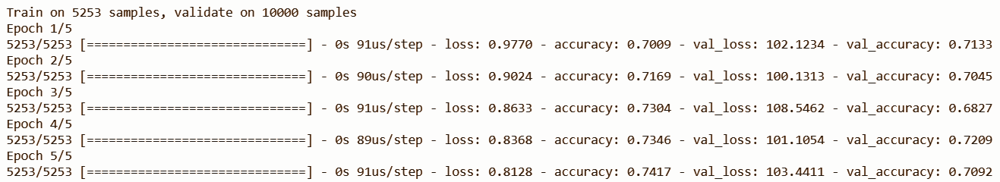 Train on 5253 samples, validate on 10000 samples
Epoch 1/5
5253/5253 [==============================] - 0s 91us/step - loss: 0.9770 - accuracy: 0.7009 - val_loss: 102.1234 - val_accuracy: 0.7133
Epoch 2/5
5253/5253 [==============================] - 0s 90us/step - loss: 0.9024 - accuracy: 0.7169 - val_loss: 100.1313 - val_accuracy: 0.7045
Epoch 3/5
5253/5253 [==============================] - 0s 91us/step - loss: 0.8633 - accuracy: 0.7304 - val_loss: 108.5462 - val_accuracy: 0.6827
Epoch 4/5
5253/5253 [==============================] - 0s 89us/step - loss: 0.8368 - accuracy: 0.7346 - val_loss: 101.1054 - val_accuracy: 0.7209
Epoch 5/5
5253/5253 [==============================] - 0s 91us/step - loss: 0.8128 - accuracy: 0.7417 - val_loss: 103.4411 - val_accuracy: 0.7092